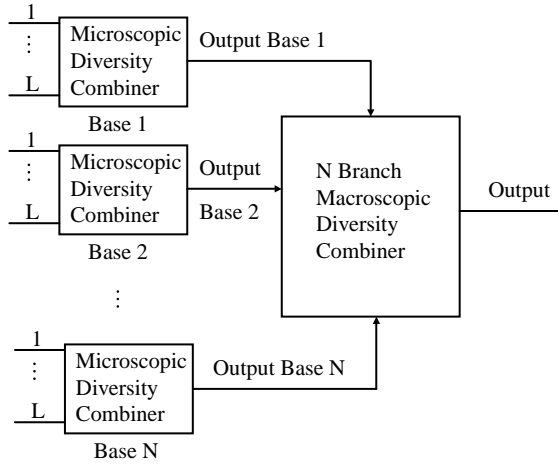 1
⋮
L
Microscopic
Diversity
Combiner
Base 1
Output Base 1
1
⋮
L
Microscopic
Diversity
Combiner
Base 2
Output
Base 2
⋮
1
⋮
L
Microscopic
Diversity
Combiner
Base N
Output Base N
N Branch
Macroscopic
Diversity
Combiner
Output